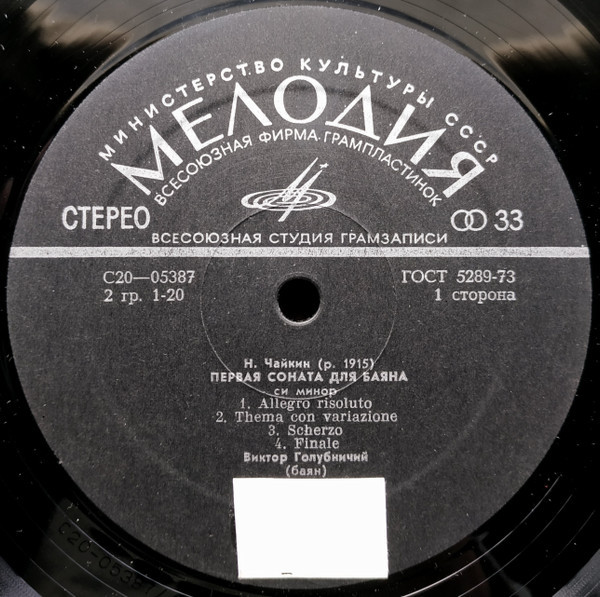 МИНИСТЕРСТВО КУЛЬТУРЫ СССР
МЕЛОДИЯ
ВСЕСОЮЗНАЯ ФИРМА ГРАМПЛАСТИНОК
СТЕРЕО
33
ВСЕСОЮЗНАЯ СТУДИЯ ГРАМЗАПИСИ
С20—05387
ГОСТ 5289-73
2 гр. 1-20
1 сторона
Н. Чайкин (р. 1915)
ПЕРВАЯ СОНАТА ДЛЯ БАЯНА
си минор
1. Allegro risoluto
2. Thema con variazione
3. Scherzo
4. Finale
Виктор Голубничий
(баян)